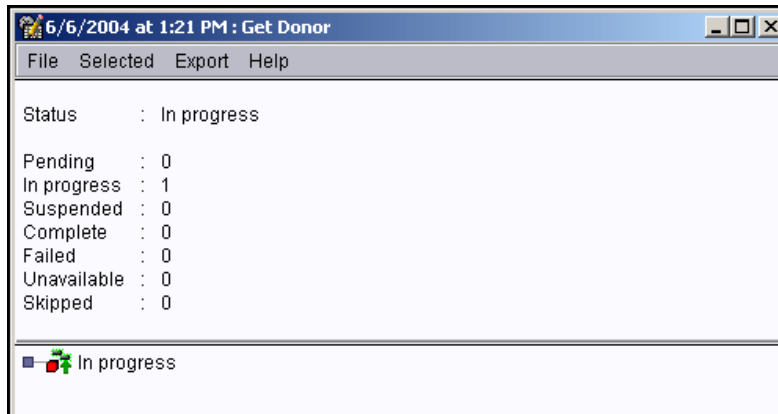 6/6/2004 at 1:21 PM : Get Donor
File Selected Export Help
Status : In progress
Pending : 0
In progress : 1
Suspended : 0
Complete : 0
Failed : 0
Unavailable : 0
Skipped : 0
In progress